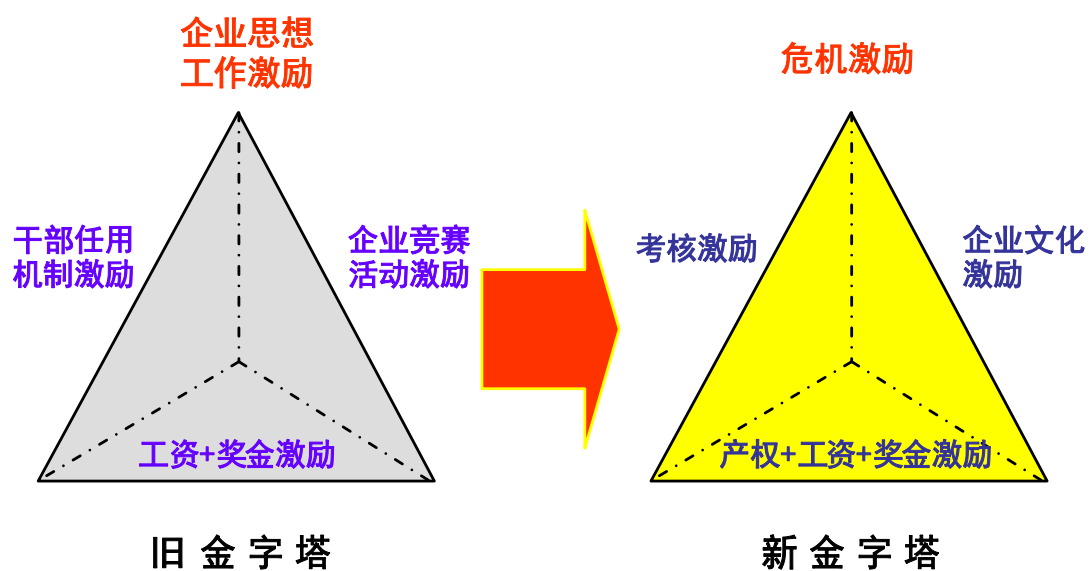 企业思想
工作激励
危机激励
干部任用
机制激励
企业竞赛
活动激励
考核激励
企业文化
激励
工资+奖金激励
产权+工资+奖金激励
旧金字塔
新金字塔